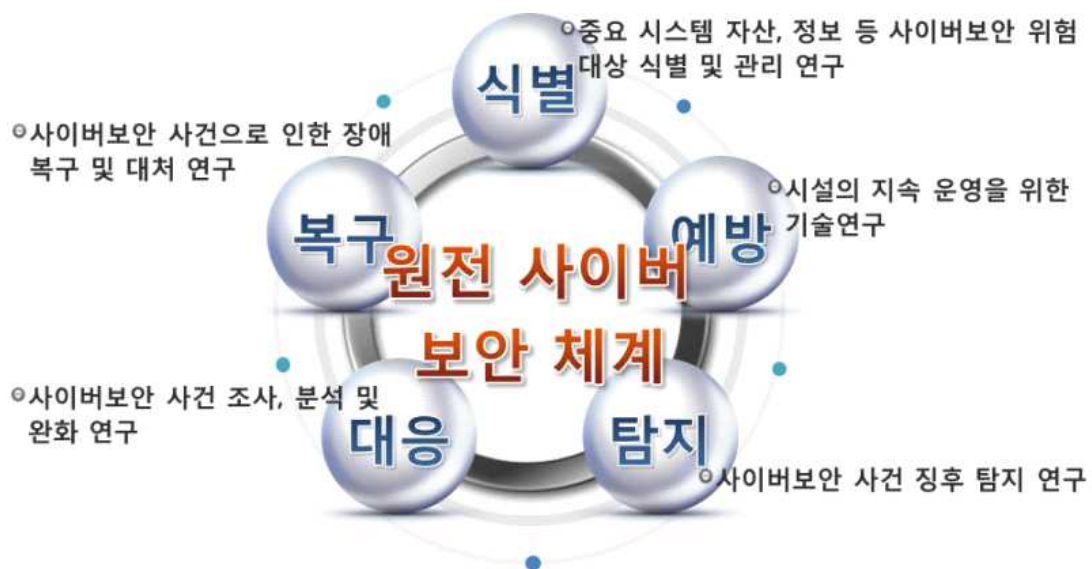 중요 시스템 자산, 정보 등 사이버보안 위험
대상 식별 및 관리 연구
식별
사이버보안 사건으로 인한 장애
복구 및 대처 연구
복구
시설의 지속 운영을 위한
기술연구
예방
원전 사이버
보안 체계
사이버보안 사건 조사, 분석 및
완화 연구
대응
탐지
사이버보안 사건 징후 탐지 연구